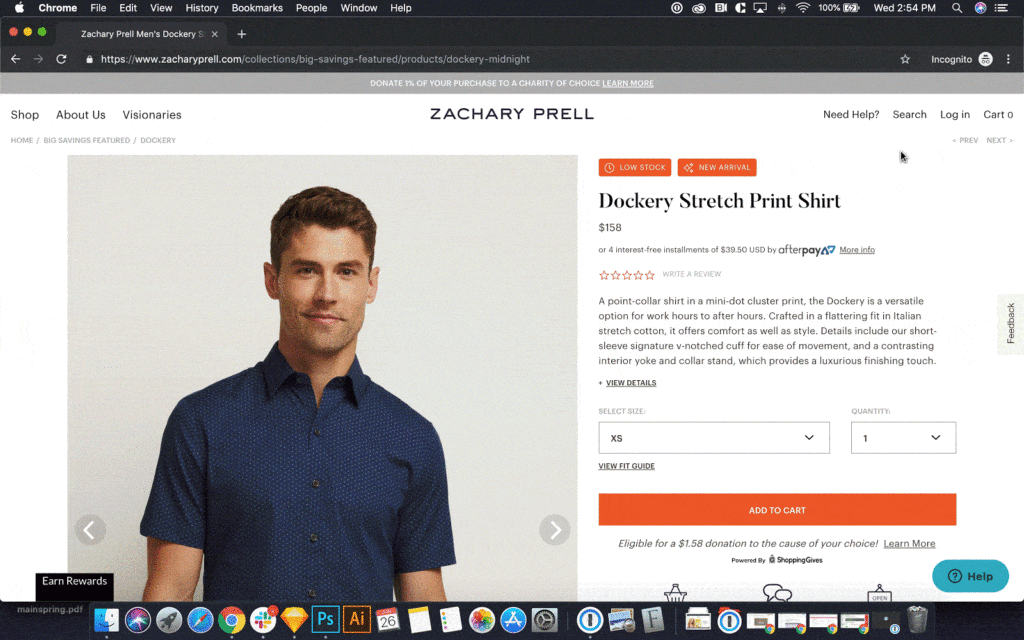 Chrome File Edit View History Bookmarks People Window Help 100% Wed 2:54 PM
Zachary Prell Men's Dockery S
https://www.zacharyprell.com/collections/big-savings-featured/products/dockery-midnight Incognito
DONATE 1% OF YOUR PURCHASE TO A CHARITY OF CHOICE LEARN MORE
Shop About Us Visionaries ZACHARY PRELL Need Help? Search Log in Cart 0
HOME / BIG SAVINGS FEATURED / DOCKERY < PREV NEXT >
LOW STOCK NEW ARRIVAL
Dockery Stretch Print Shirt
$158
or 4 interest-free installments of $39.50 USD by afterpay More info
WRITE A REVIEW
A point-collar shirt in a mini-dot cluster print, the Dockery is a versatile
option for work hours to after hours. Crafted in a flattering fit in Italian
stretch cotton, it offers comfort as well as style. Details include our short-
sleeve signature v-notched cuff for ease of movement, and a contrasting
interior yoke and collar stand, which provides a luxurious finishing touch.
+ VIEW DETAILS
SELECT SIZE: QUANTITY:
XS 1
VIEW FIT GUIDE
ADD TO CART
Eligible for a $1.58 donation to the cause of your choice! Learn More
Powered By ShoppingGives
Feedback
Help
OPEN
Earn Rewards
mainspring.pdf
Ps Ai 26